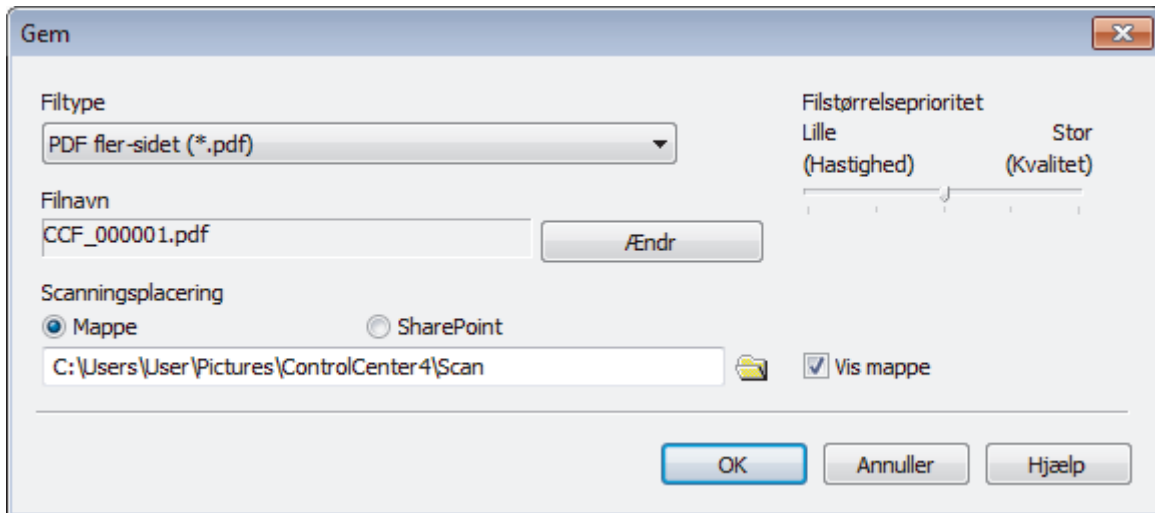 Gem
Filtype
PDF fler-sidet (*.pdf)
Filnavn
CCF_000001.pdf
Ændr
Scanningsplacering
Mappe
SharePoint
C:\Users\User\Pictures\ControlCenter4\Scan
Filstørrelseprioritet
Lille
Stor
(Hastighed)
(Kvalitet)
Vis mappe
OK
Annuller
Hjælp